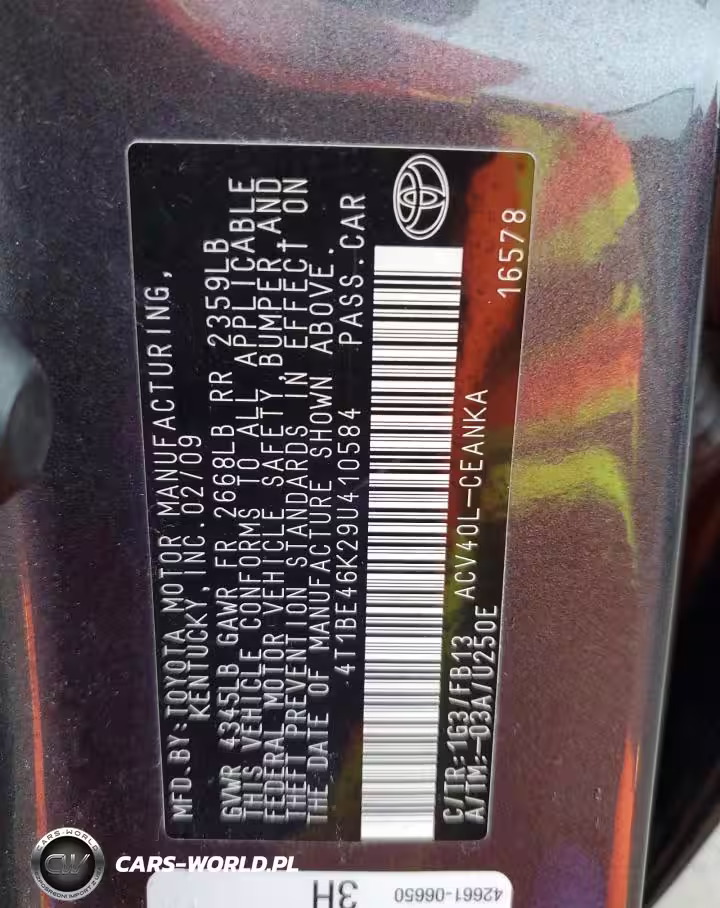 MFD.BY:TOYOTA MOTOR MANUFACTURING,
KENTUCKY, INC. 02/09
GVWR 4345LB GAWR FR 2668LB RR 2359LB
THIS VEHICLE CONFORMS TO ALL APPLICABLE
FEDERAL MOTOR VEHICLE SAFETY, BUMPER, AND
THEFT PREVENTION STANDARDS IN EFFECT ON
THE DATE OF MANUFACTURE SHOWN ABOVE.
4T1BE46K29U410584 PASS.CAR
C/TR:1G3/FB13 ACV40L-CEANKA
A/TM:-03A/U250E
16578
3H
42661-06650
CW
CARS-WORLD
CARS-WORLD.PL